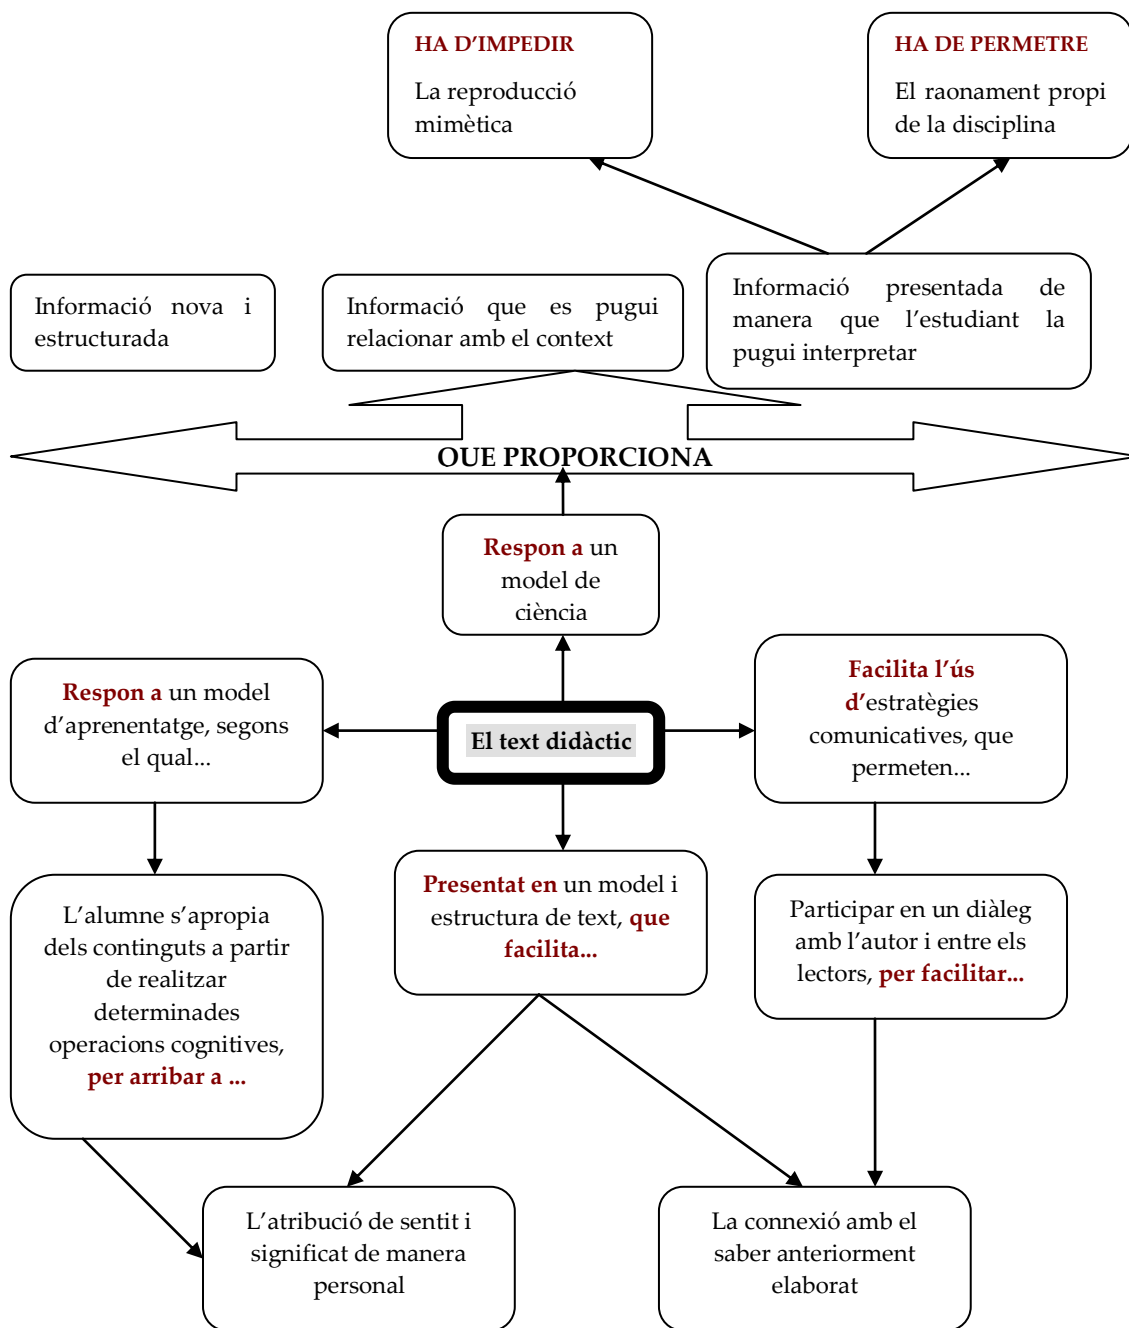 HA D'IMPEDIR
La reproducció
mimètica
HA DE PERMETRE
El raonament propi
de la disciplina
Informació nova i
estructurada
Informació que es pugui
relacionar amb el context
Informació presentada de
manera que l'estudiant la
pugui interpretar
OUE PROPORCIONA
Respon a un
model de
ciència
Respon a un model
d'aprenentatge, segons
el qual...
El text didàctic
Facilita l'ús
d'estratègies
comunicatives, que
permeten...
L'alumne s'apropia
dels continguts a partir
de realitzar
determinades
operacions cognitives,
per arribar a ...
Presentat en un model i
estructura de text, que
facilita...
Participar en un diàleg
amb l'autor i entre els
lectors, per facilitar...
L'atribució de sentit i
significat de manera
personal
La connexió amb el
saber anteriorment
elaborat